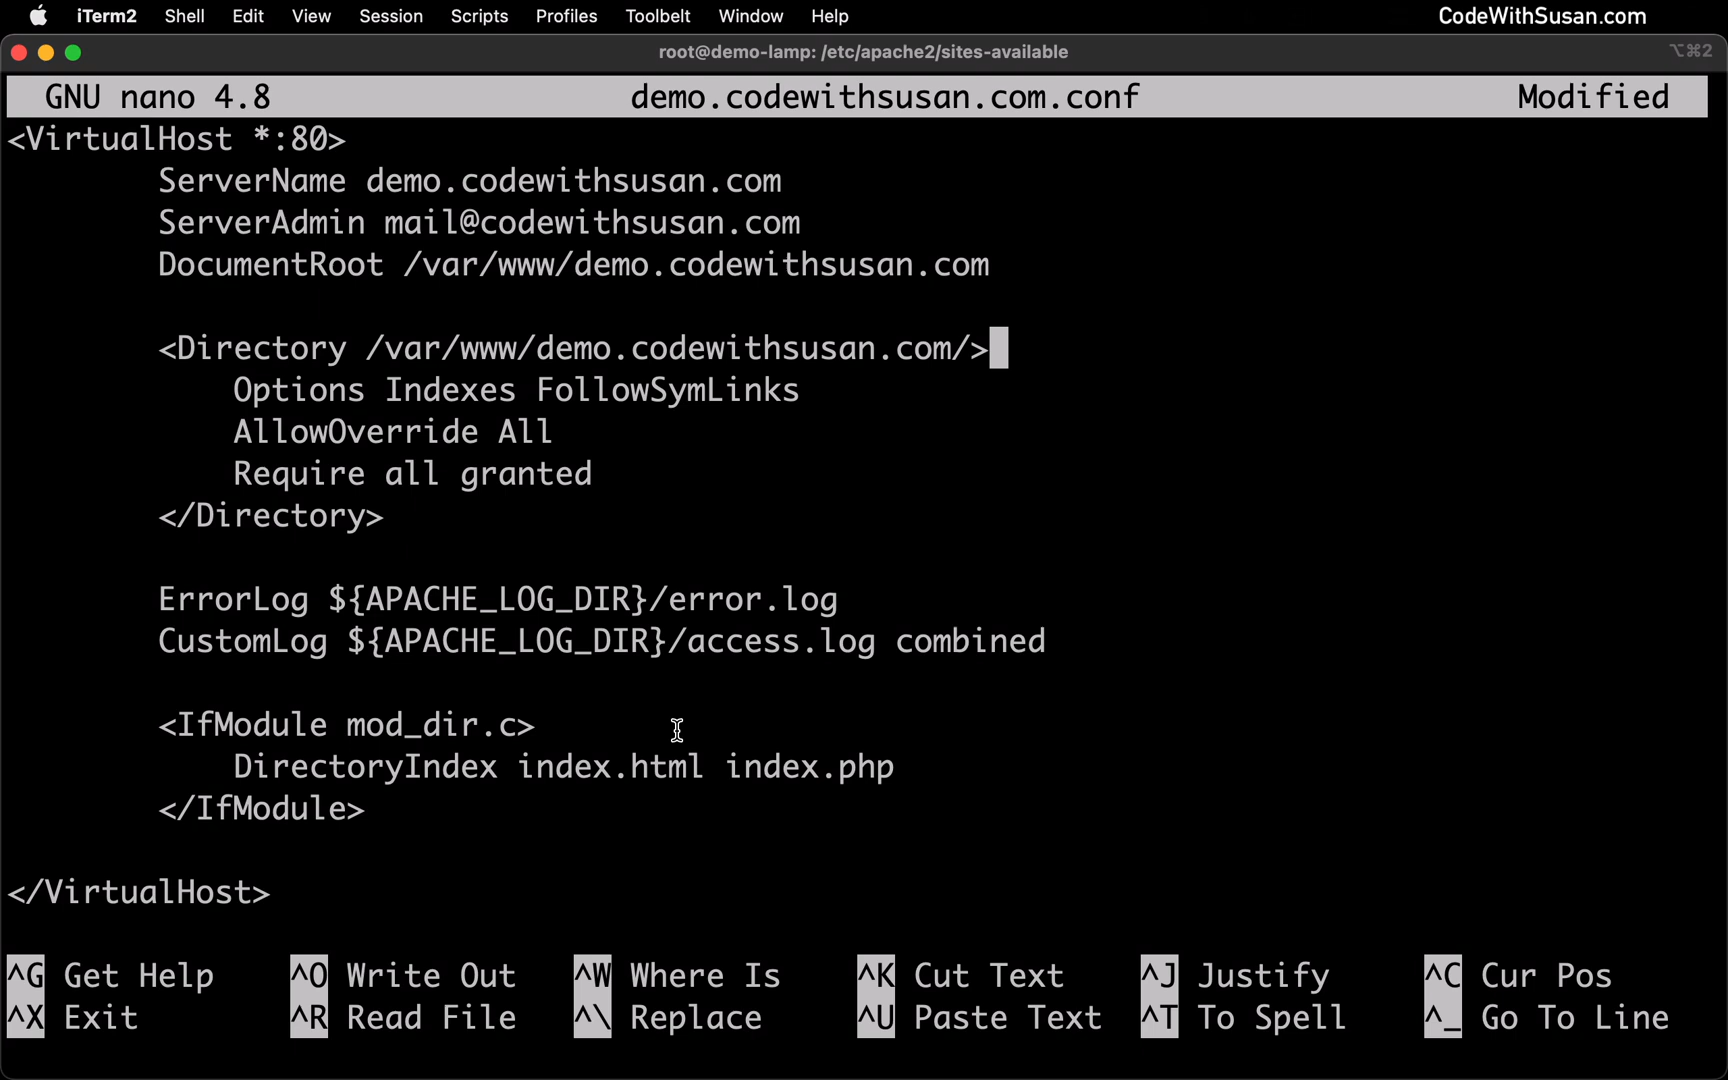 iTerm2 Shell Edit View Session Scripts Profiles Toolbelt Window Help CodeWithSusan.com
root@demo-lamp: /etc/apache2/sites-available ⌥⌘2
GNU nano 4.8 demo.codewithsusan.com.conf Modified
<VirtualHost *:80>
ServerName demo.codewithsusan.com
ServerAdmin mail@codewithsusan.com
DocumentRoot /var/www/demo.codewithsusan.com
<Directory /var/www/demo.codewithsusan.com/>
Options Indexes FollowSymLinks
AllowOverride All
Require all granted
</Directory>
ErrorLog ${APACHE_LOG_DIR}/error.log
CustomLog ${APACHE_LOG_DIR}/access.log combined
<IfModule mod_dir.c>
DirectoryIndex index.html index.php
</IfModule>
</VirtualHost>
^G Get Help ^O Write Out ^W Where Is ^K Cut Text ^J Justify ^C Cur Pos
^X Exit ^R Read File ^\ Replace ^U Paste Text ^T To Spell ^_ Go To Line